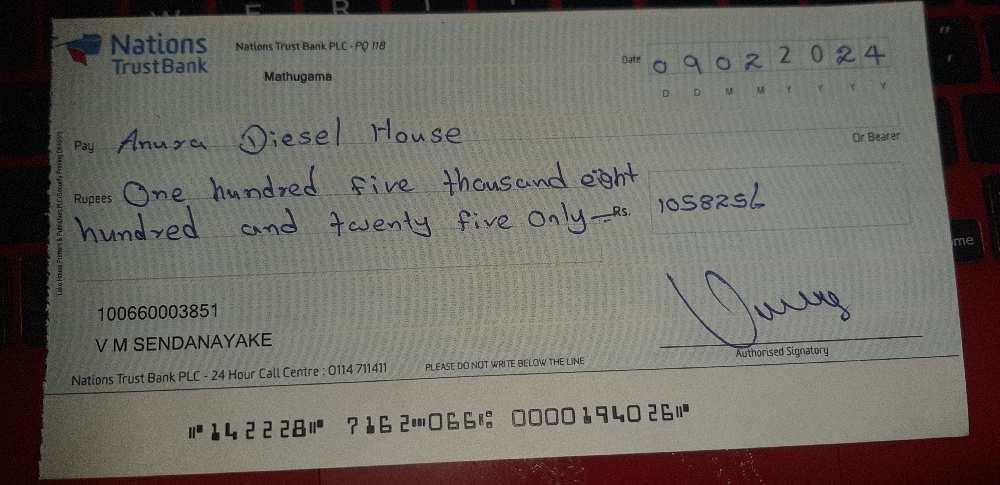 Nations
TrustBank
Nations Trust Bank PLC - PQ 118
Mathugama
Date 09022024
D D M M Y Y Y Y
Pay Anura Diesel House
Or Bearer
Rupees One hundred five thousand eight
hundred and twenty five only Rs. 1058256
100660003851
V M SENDANAYAKE
Authorised Signatory
Nations Trust Bank PLC - 24 Hour Call Centre : 0114 711411
PLEASE DO NOT WRITE BELOW THE LINE
⑈142228⑈ 7162⑉066⑆ 0000194026⑈